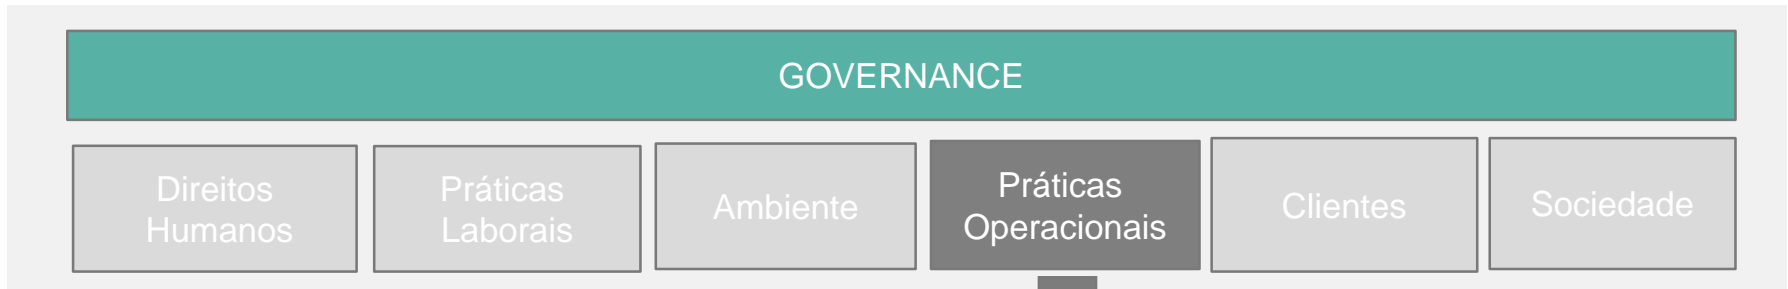 GOVERNANCE
Direitos
Humanos
Práticas
Laborais
Ambiente
Práticas
Operacionais
Clientes
Sociedade